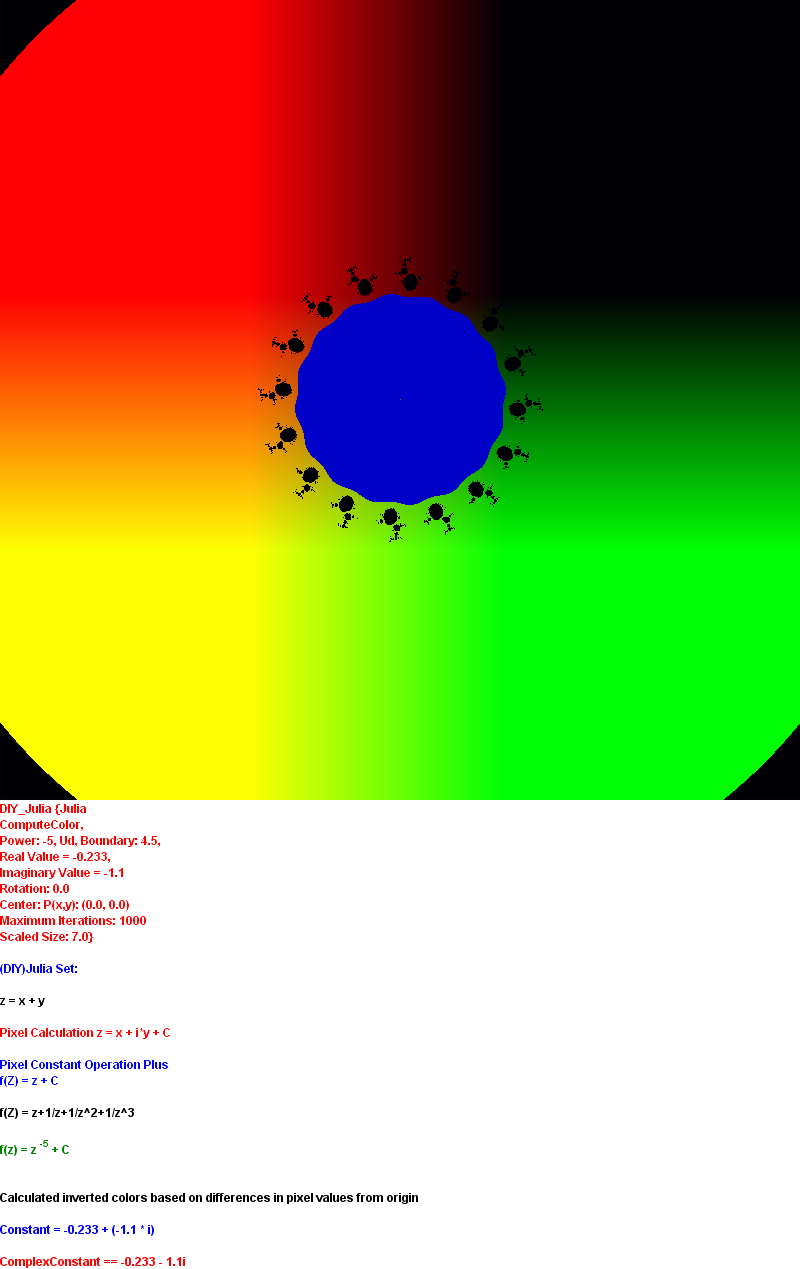 DIY_Julia {Julia
ComputeColor,
Power: -5, Ud, Boundary: 4.5,
Real Value = -0.233,
Imaginary Value = -1.1
Rotation: 0.0
Center: P(x,y): (0.0, 0.0)
Maximum Iterations: 1000
Scaled Size: 7.0}
(DIY)Julia Set:
z = x + y
Pixel Calculation z = x + i*y + C
Pixel Constant Operation Plus
f(Z) = z + C
f(Z) = z+1/z+1/z^2+1/z^3
f(z) = z -5 + C
Calculated inverted colors based on differences in pixel values from origin
Constant = -0.233 + (-1.1 * i)
ComplexConstant == -0.233 - 1.1i